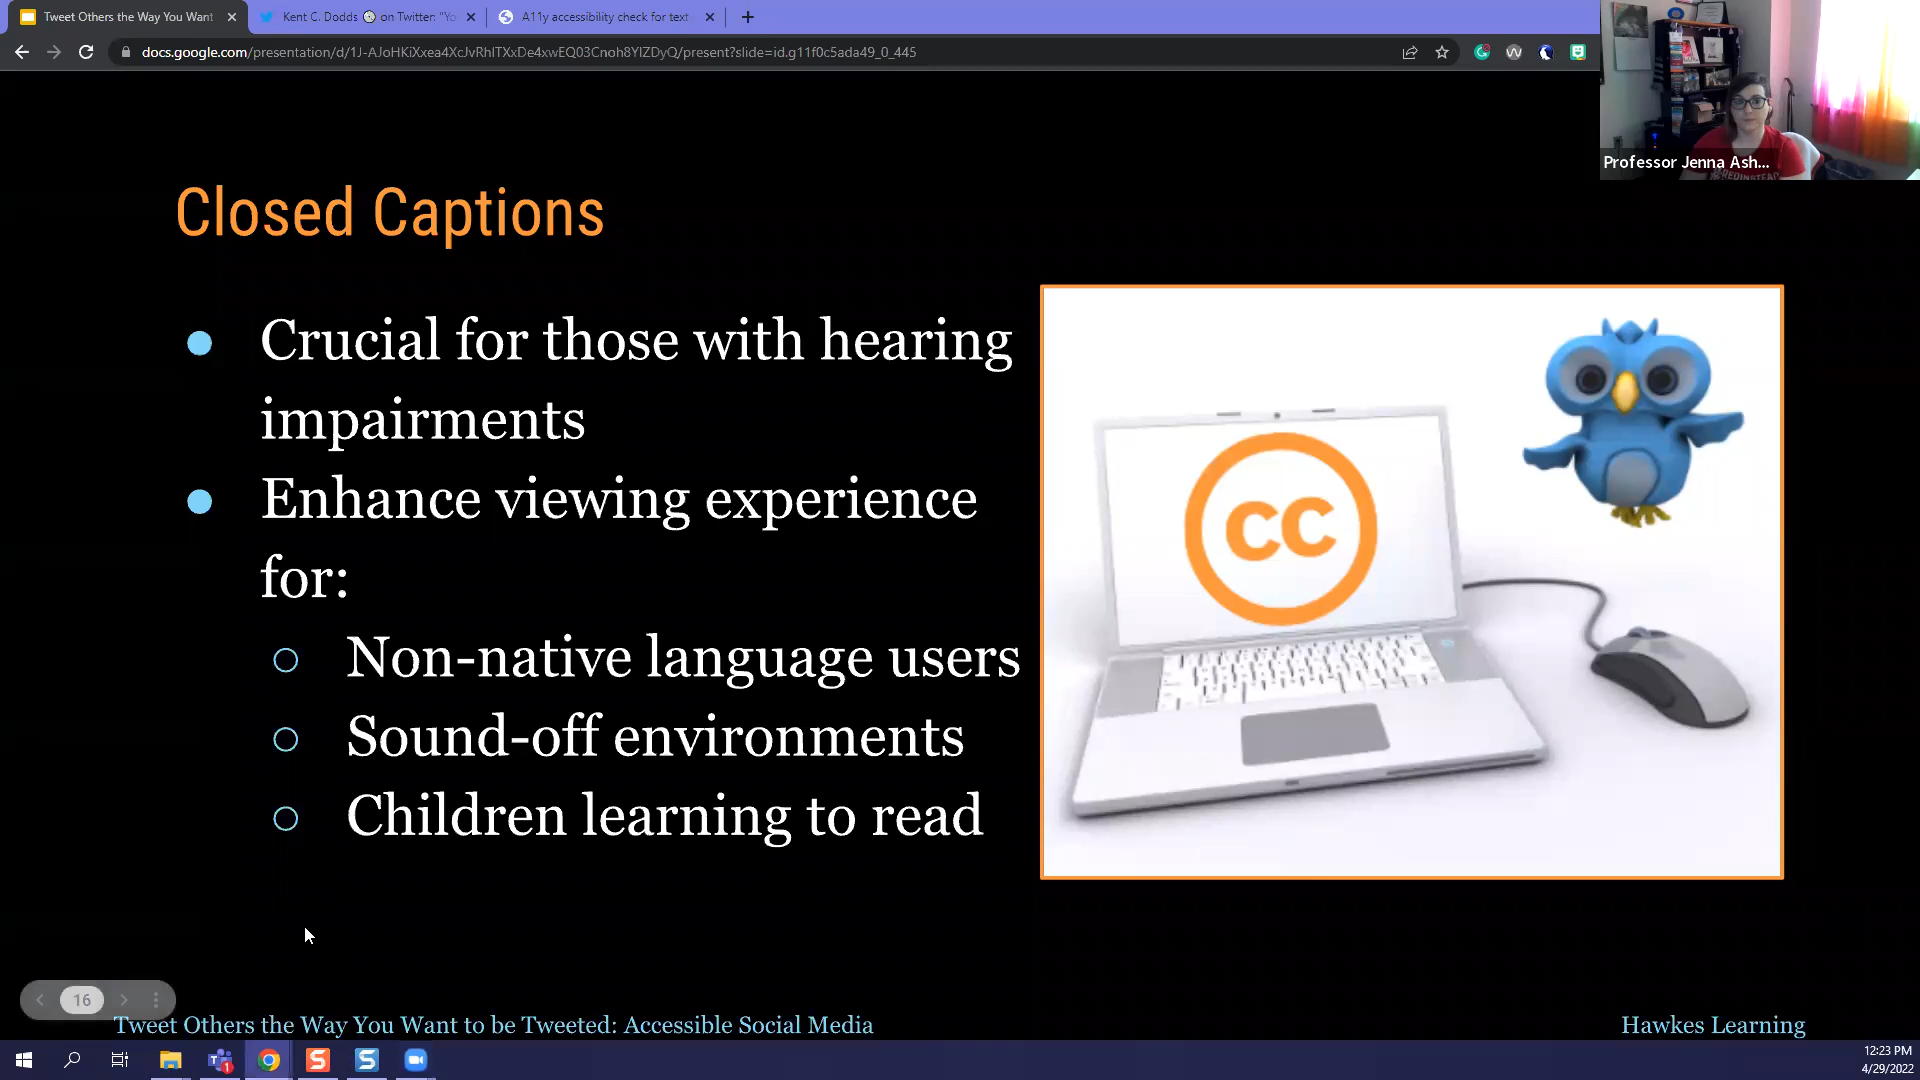 Tweet Others the Way You Want
Kent C. Dodds on Twitter: "Yo
A11y accessibility check for text
docs.google.com/presentation/d/1J-AJoHKiXxea4XcJvRhlTXxDe4xwEQ03Cnoh8YlZDyQ/present?slide=id.g11f0c5ada49_0_445
Professor Jenna Ash...
Closed Captions
Crucial for those with hearing
impairments
Enhance viewing experience
for:
Non-native language users
Sound-off environments
Children learning to read
CC
16
Tweet Others the Way You Want to be Tweeted: Accessible Social Media
Hawkes Learning
12:23 PM
4/29/2022